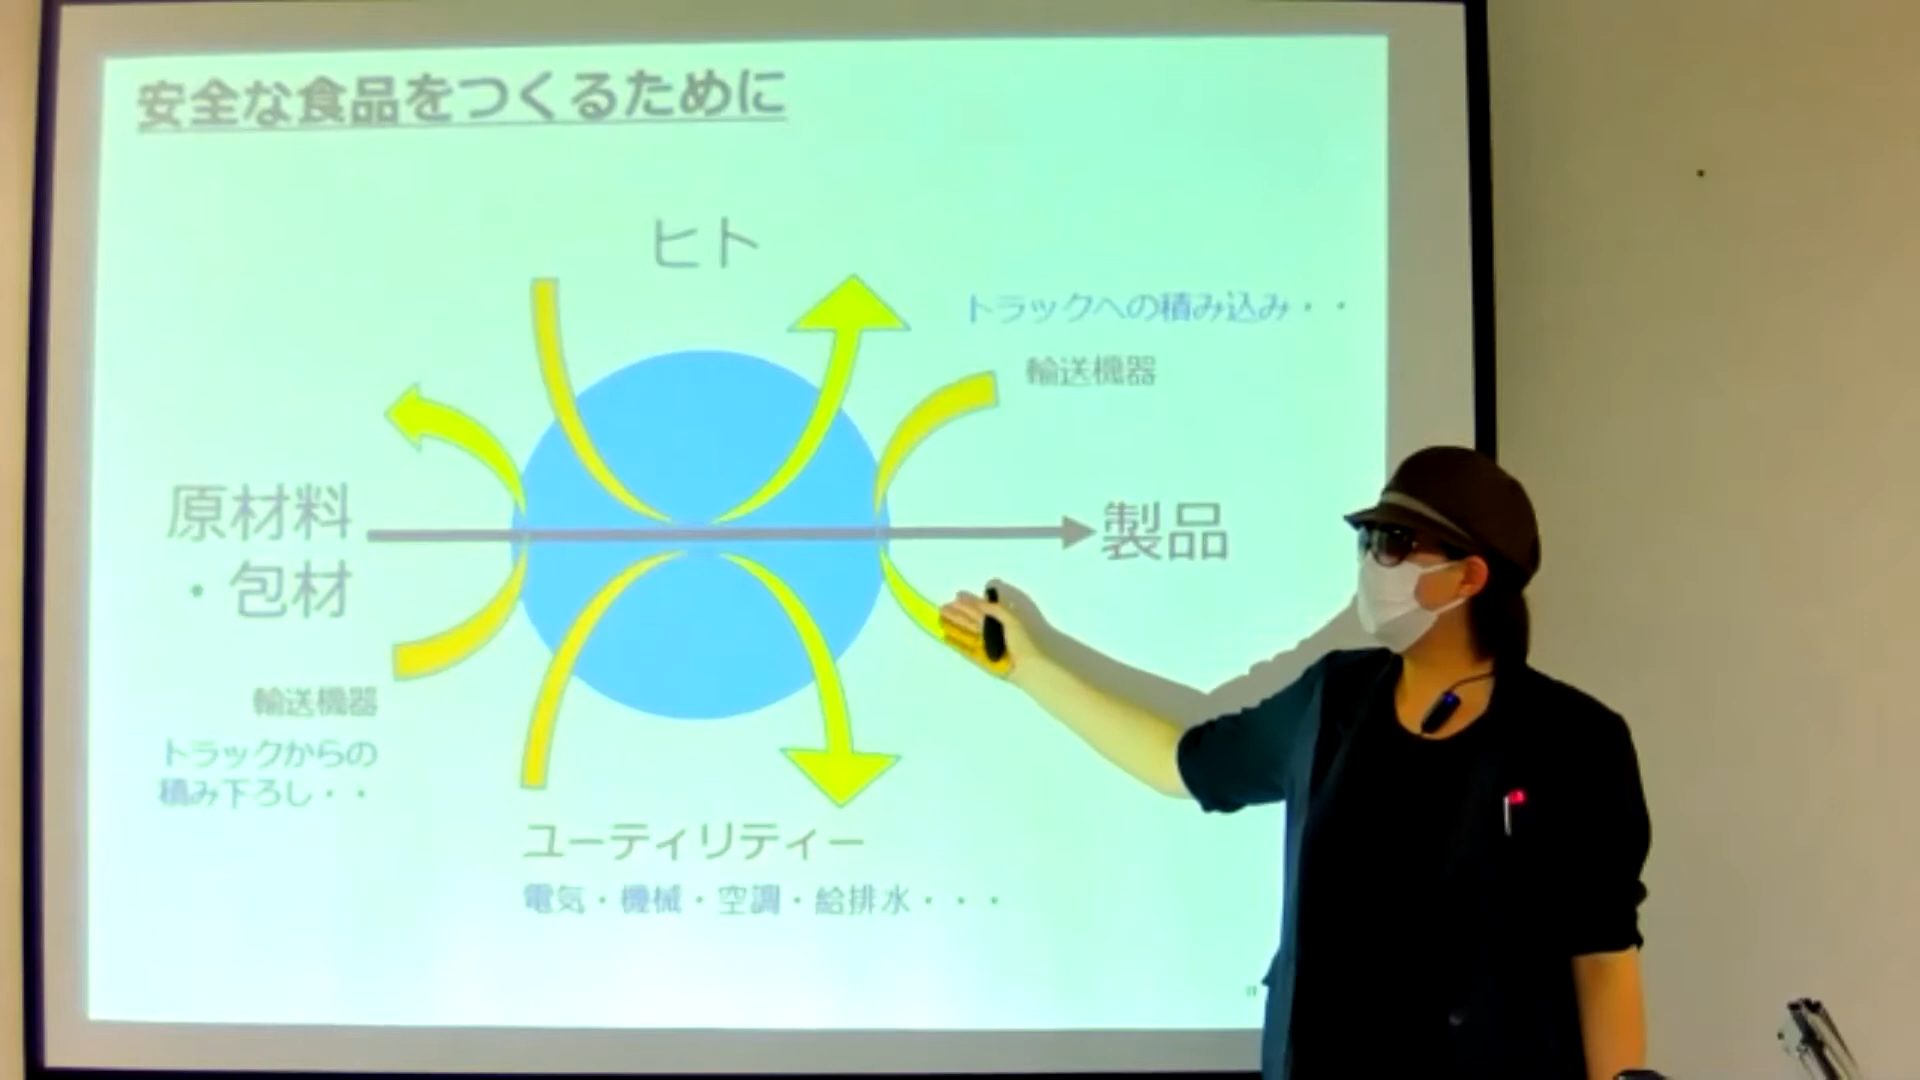 安全な食品をつくるために
ヒト
トラックへの積み込み・・
輸送機器
原材料
・包材
製品
輸送機器
トラックからの
積み下ろし・・
ユーティリティー
電気・機械・空調・給排水・・・